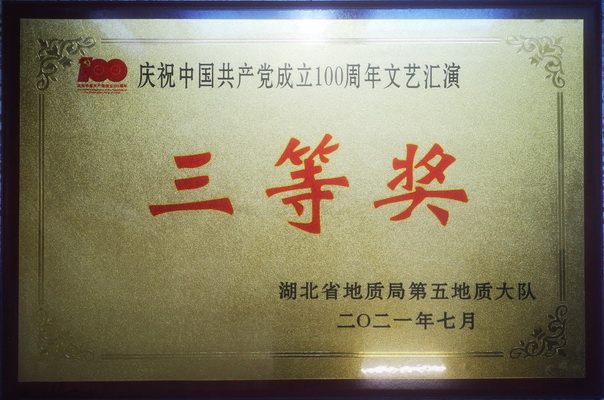 100
庆祝中国共产党成立100周年文艺汇演
三等奖
湖北省地质局第五地质大队
二〇二一年七月